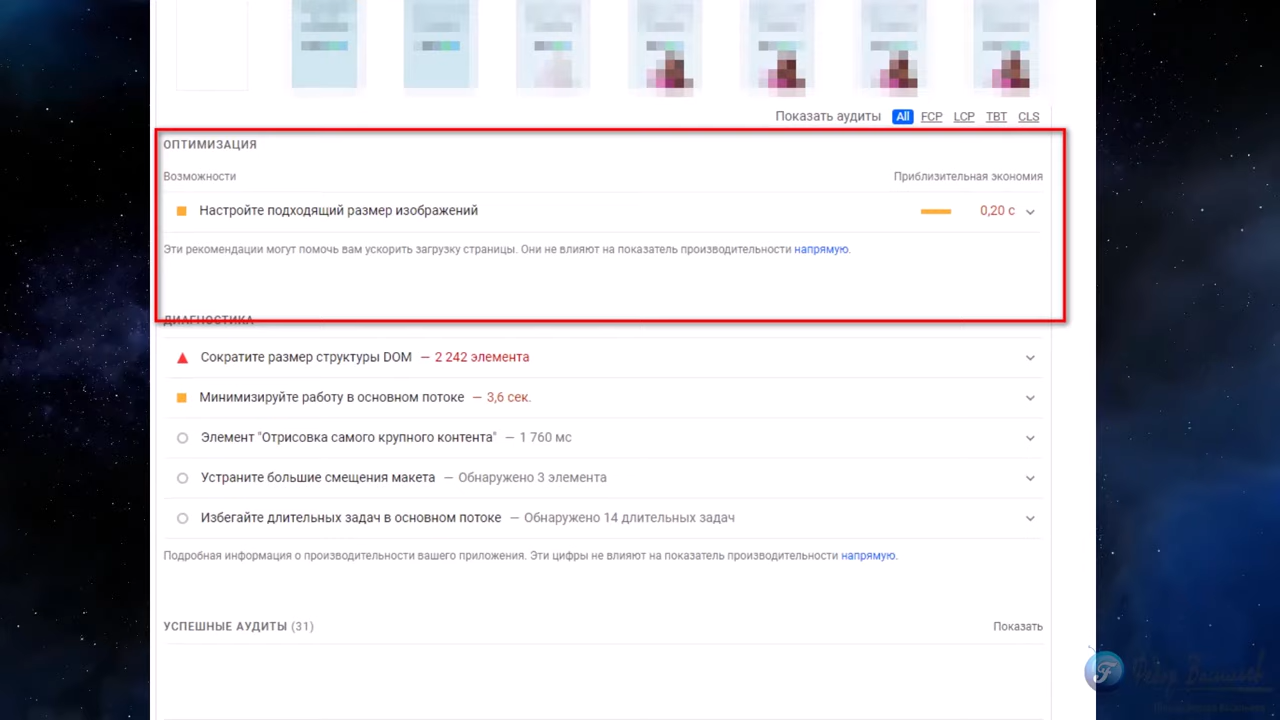 Показать аудиты All FCP LCP TBT CLS
ОПТИМИЗАЦИЯ
Возможности Приблизительная экономия
Настройте подходящий размер изображений 0,20 с
Эти рекомендации могут помочь вам ускорить загрузку страницы. Они не влияют на показатель производительности напрямую.
ДИАГНОСТИКА
Сократите размер структуры DOM — 2 242 элемента
Минимизируйте работу в основном потоке — 3,6 сек.
Элемент "Отрисовка самого крупного контента" — 1 760 мс
Устраните большие смещения макета — Обнаружено 3 элемента
Избегайте длительных задач в основном потоке — Обнаружено 14 длительных задач
Подробная информация о производительности вашего приложения. Эти цифры не влияют на показатель производительности напрямую.
УСПЕШНЫЕ АУДИТЫ (31) Показать
F Фёдор Васильев